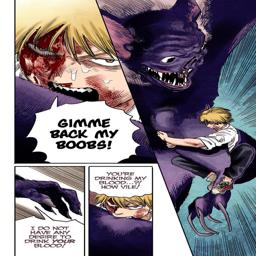 GIMME
BACK MY
BOOBS!
I DO NOT
HAVE ANY
DESIRE TO
DRINK YOUR
BLOOD!
YOU'RE
DRINKING MY
BLOOD...?!
HOW VILE!